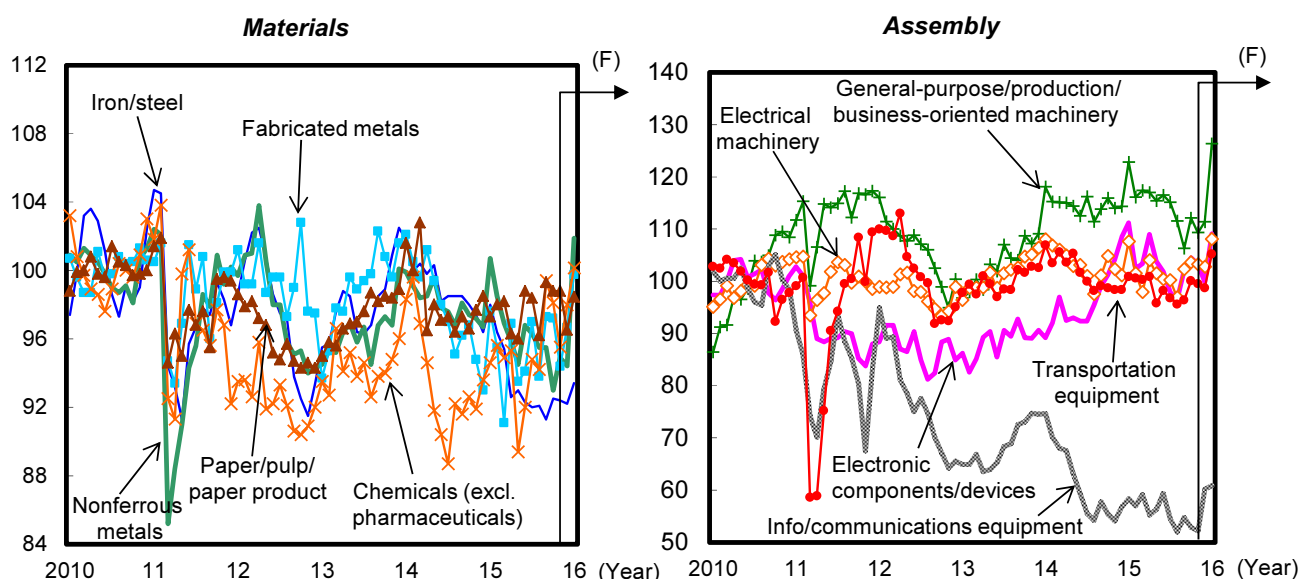 Materials
(F)
112
108
104
100
96
92
88
84
Iron/steel
Fabricated metals
Paper/pulp/
paper product
Chemicals (excl.
pharmaceuticals)
Nonferrous
metals
2010 11 12 13 14 15 16 (Year)
Assembly
(F)
140
130
120
110
100
90
80
70
60
50
General-purpose/production/
business-oriented machinery
Electrical
machinery
Transportation
equipment
Electronic
components/devices
Info/communications equipment
2010 11 12 13 14 15 16 (Year)